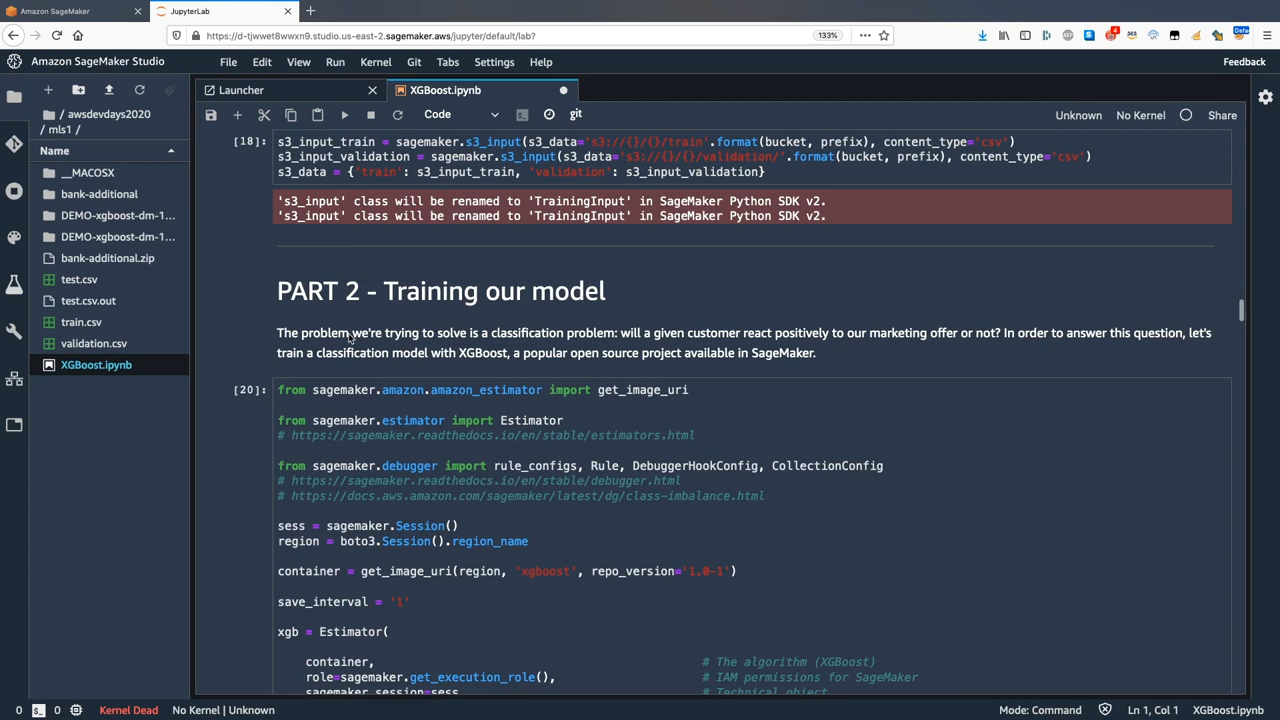 Amazon SageMaker
JupyterLab
https://d-tjwwet8wwxn9.studio.us-east-2.sagemaker.aws/jupyter/default/lab?
133%
Amazon SageMaker Studio
File Edit View Run Kernel Git Tabs Settings Help
Feedback
Launcher
XGBoost.ipynb
/ awsdevdays2020
/ mls1 /
Code
git
Unknown
No Kernel
Share
Name
__MACOSX
bank-additional
DEMO-xgboost-dm-1...
DEMO-xgboost-dm-1...
bank-additional.zip
test.csv
test.csv.out
train.csv
validation.csv
XGBoost.ipynb
[18]: s3_input_train = sagemaker.s3_input(s3_data='s3://{}/{}/train'.format(bucket, prefix), content_type='csv')
s3_input_validation = sagemaker.s3_input(s3_data='s3://{}/{}/validation/'.format(bucket, prefix), content_type='csv')
s3_data = {'train': s3_input_train, 'validation': s3_input_validation}
's3_input' class will be renamed to 'TrainingInput' in SageMaker Python SDK v2.
's3_input' class will be renamed to 'TrainingInput' in SageMaker Python SDK v2.
PART 2 - Training our model
The problem we're trying to solve is a classification problem: will a given customer react positively to our marketing offer or not? In order to answer this question, let's
train a classification model with XGBoost, a popular open source project available in SageMaker.
[20]: from sagemaker.amazon.amazon_estimator import get_image_uri
from sagemaker.estimator import Estimator
# https://sagemaker.readthedocs.io/en/stable/estimators.html
from sagemaker.debugger import rule_configs, Rule, DebuggerHookConfig, CollectionConfig
# https://sagemaker.readthedocs.io/en/stable/debugger.html
# https://docs.aws.amazon.com/sagemaker/latest/dg/class-imbalance.html
sess = sagemaker.Session()
region = boto3.Session().region_name
container = get_image_uri(region, 'xgboost', repo_version='1.0-1')
save_interval = '1'
xgb = Estimator(
container, # The algorithm (XGBoost)
role=sagemaker.get_execution_role(), # IAM permissions for SageMaker
sagemaker_session=sess, # Technical object
0 0 Kernel Dead No Kernel | Unknown
Mode: Command Ln 1, Col 1 XGBoost.ipynb